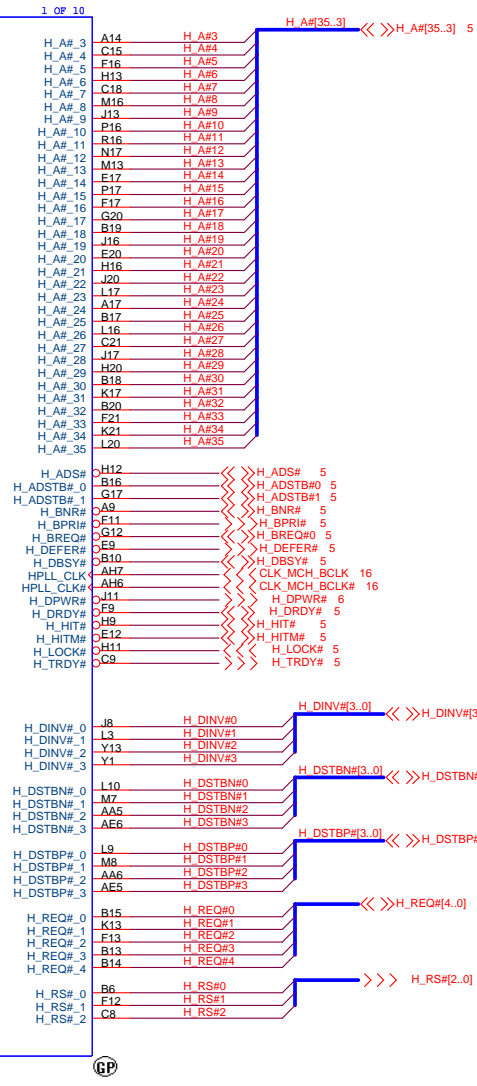 1 OF 10
H_A#[35..3] H_A#[35..3] 5
H_A#_3 A14 H_A#3
H_A#_4 C15 H_A#4
H_A#_5 F16 H_A#5
H_A#_6 H13 H_A#6
H_A#_7 C18 H_A#7
H_A#_8 M16 H_A#8
H_A#_9 J13 H_A#9
H_A#_10 P16 H_A#10
H_A#_11 R16 H_A#11
H_A#_12 N17 H_A#12
H_A#_13 M13 H_A#13
H_A#_14 E17 H_A#14
H_A#_15 P17 H_A#15
H_A#_16 F17 H_A#16
H_A#_17 G20 H_A#17
H_A#_18 B19 H_A#18
H_A#_19 J16 H_A#19
H_A#_20 E20 H_A#20
H_A#_21 H16 H_A#21
H_A#_22 J20 H_A#22
H_A#_23 L17 H_A#23
H_A#_24 A17 H_A#24
H_A#_25 B17 H_A#25
H_A#_26 L16 H_A#26
H_A#_27 C21 H_A#27
H_A#_28 J17 H_A#28
H_A#_29 H20 H_A#29
H_A#_30 B18 H_A#30
H_A#_31 K17 H_A#31
H_A#_32 B20 H_A#32
H_A#_33 F21 H_A#33
H_A#_34 K21 H_A#34
H_A#_35 L20 H_A#35
H_ADS# H12 H_ADS# 5
H_ADSTB#_0 B16 H_ADSTB#0 5
H_ADSTB#_1 G17 H_ADSTB#1 5
H_BNR# A9 H_BNR# 5
H_BPRI# F11 H_BPRI# 5
H_BREQ# G12 H_BREQ#0 5
H_DEFER# E9 H_DEFER# 5
H_DBSY# B10 H_DBSY# 5
HPLL_CLK AH7 CLK_MCH_BCLK 16
HPLL_CLK# AH6 CLK_MCH_BCLK# 16
H_DPWR# J11 H_DPWR# 6
H_DRDY# F9 H_DRDY# 5
H_HIT# H9 H_HIT# 5
H_HITM# E12 H_HITM# 5
H_LOCK# H11 H_LOCK# 5
H_TRDY# C9 H_TRDY# 5
H_DINV#[3..0] H_DINV#[3
H_DINV#_0 J8 H_DINV#0
H_DINV#_1 L3 H_DINV#1
H_DINV#_2 Y13 H_DINV#2
H_DINV#_3 Y1 H_DINV#3
H_DSTBN#[3..0] H_DSTBN#
H_DSTBN#_0 L10 H_DSTBN#0
H_DSTBN#_1 M7 H_DSTBN#1
H_DSTBN#_2 AA5 H_DSTBN#2
H_DSTBN#_3 AE6 H_DSTBN#3
H_DSTBP#[3..0] H_DSTBP#
H_DSTBP#_0 L9 H_DSTBP#0
H_DSTBP#_1 M8 H_DSTBP#1
H_DSTBP#_2 AA6 H_DSTBP#2
H_DSTBP#_3 AE5 H_DSTBP#3
H_REQ#[4..0]
H_REQ#_0 B15 H_REQ#0
H_REQ#_1 K13 H_REQ#1
H_REQ#_2 F13 H_REQ#2
H_REQ#_3 B13 H_REQ#3
H_REQ#_4 B14 H_REQ#4
H_RS#[2..0]
H_RS#_0 B6 H_RS#0
H_RS#_1 F12 H_RS#1
H_RS#_2 C8 H_RS#2
GP